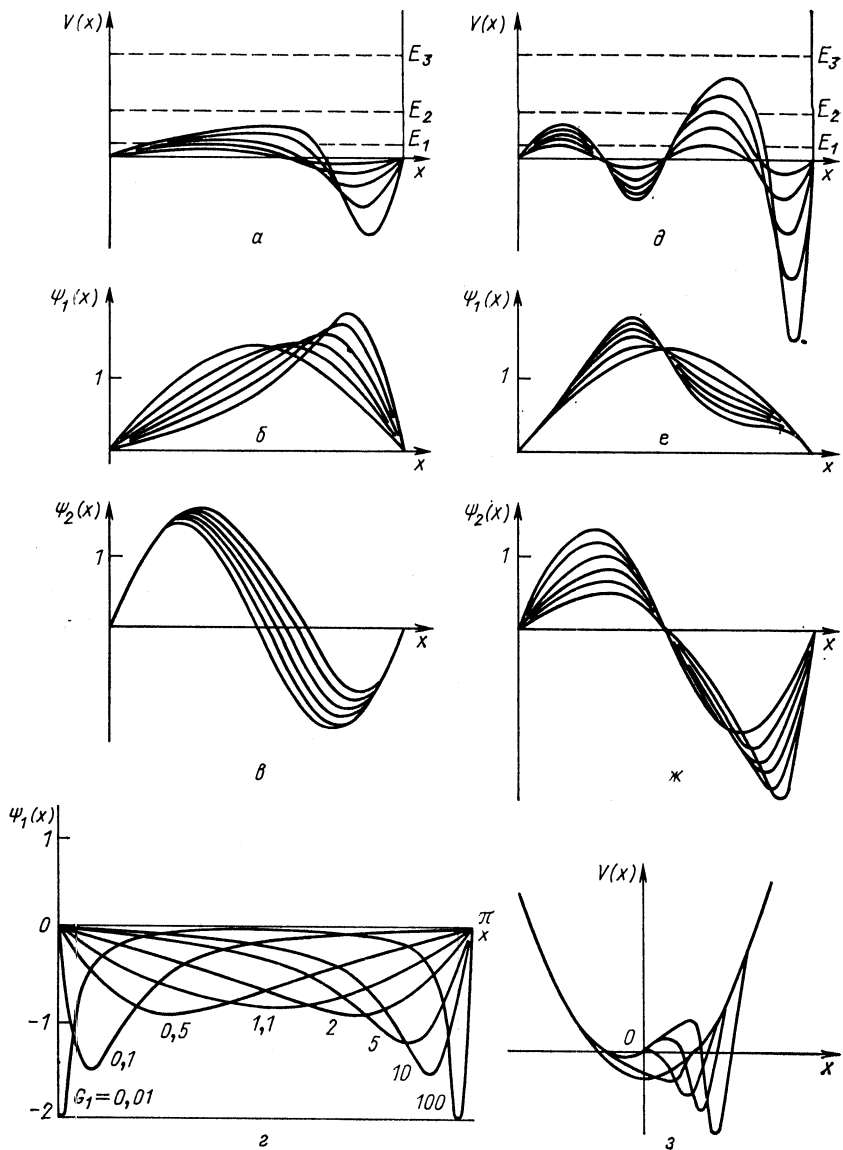 V(x)
E₃
E₂
E₁
x
а
V(x)
E₃
E₂
E₁
x
д
Ψ₁(x)
1
x
б
Ψ₁(x)
1
x
е
Ψ₂(x)
1
x
в
Ψ₂(x)
1
x
ж
Ψ₁(x)
1
0
π
x
-1
0,5
1,1
2
5
0,1
10
G₁=0,01
100
-2
г
V(x)
0
x
з